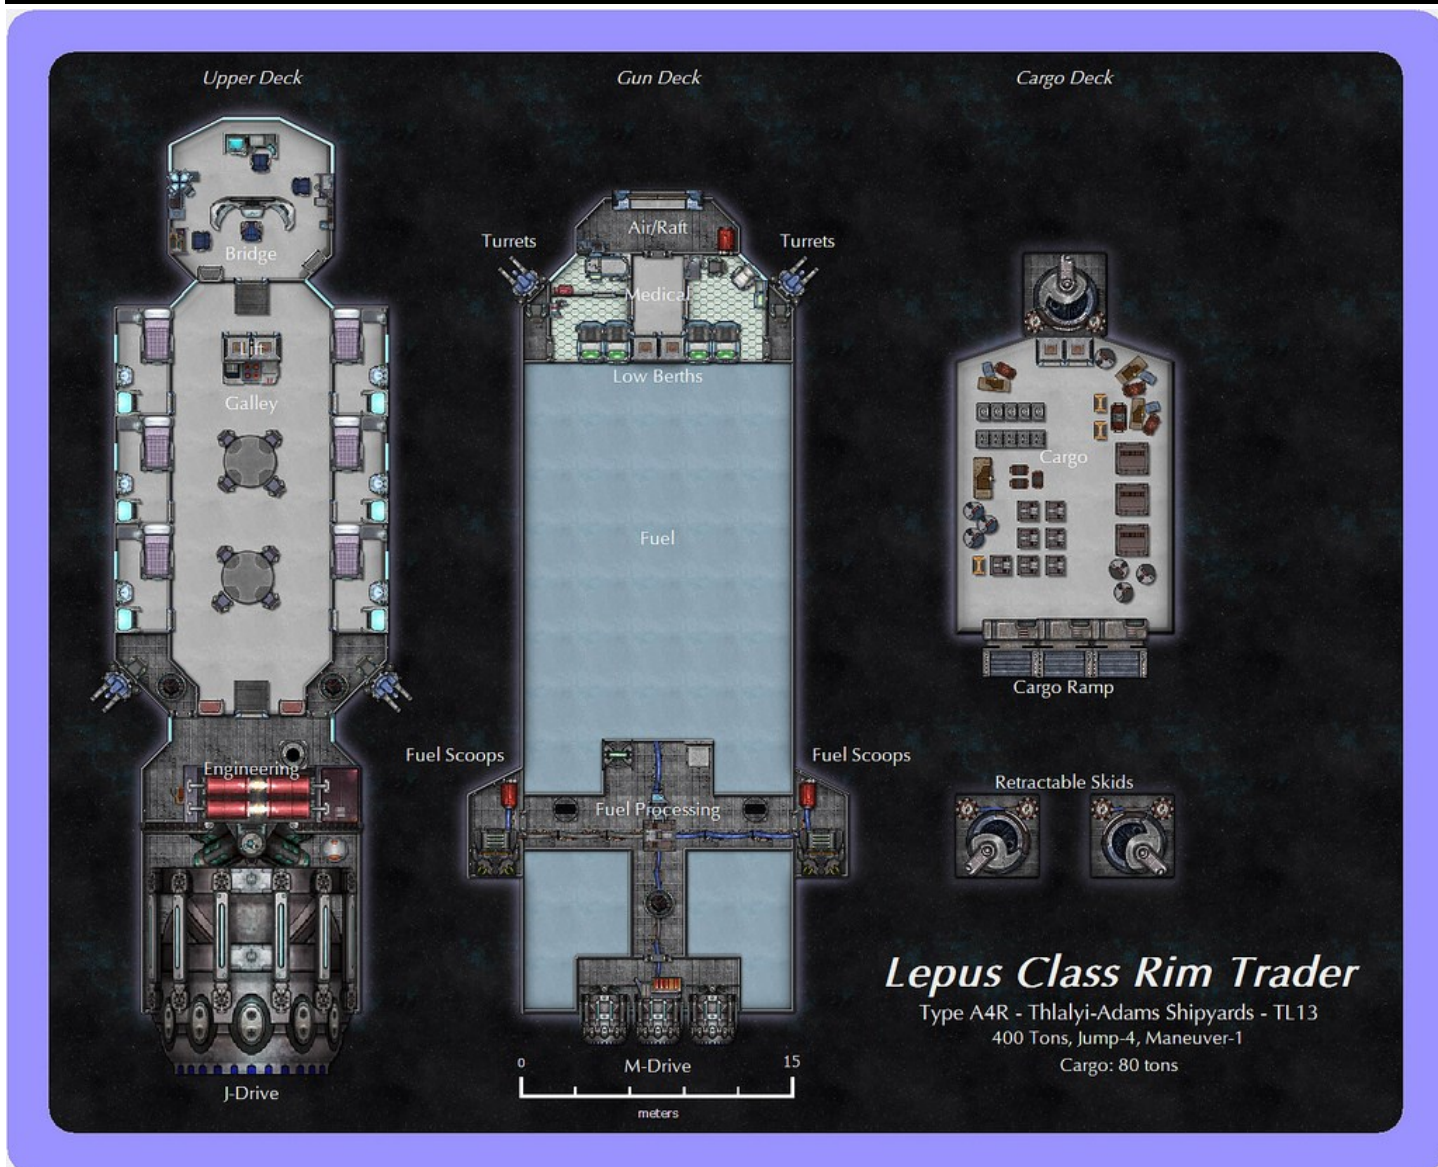 Upper Deck
Gun Deck
Cargo Deck
Bridge
Lift
Galley
Engineering
J-Drive
Turrets
Turrets
Air/Raft
Medical
Low Berths
Fuel
Fuel Scoops
Fuel Scoops
Fuel Processing
M-Drive
0
15
meters
Cargo
Cargo Ramp
Retractable Skids
Lepus Class Rim Trader
Type A4R - Thlalyi-Adams Shipyards - TL13
400 Tons, Jump-4, Maneuver-1
Cargo: 80 tons